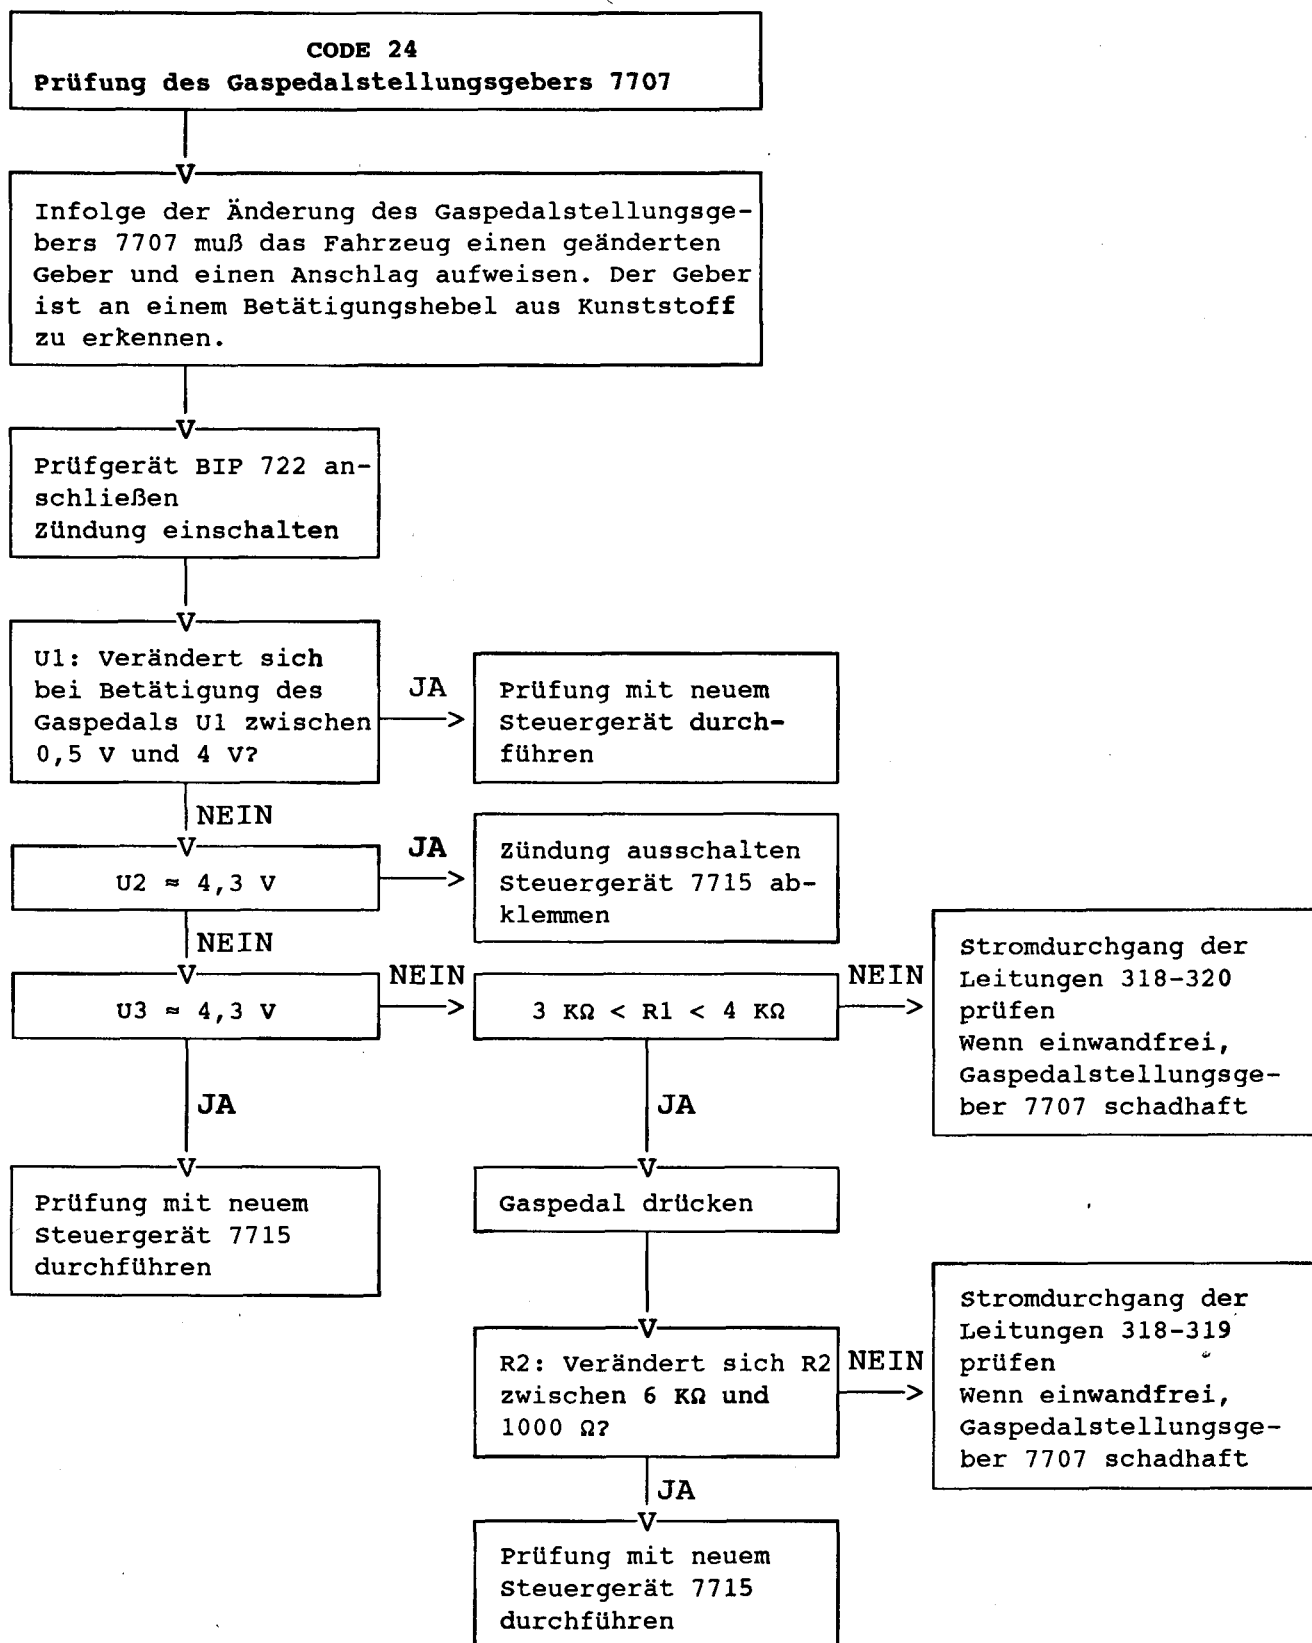 CODE 24
Prüfung des Gaspedalstellungsgebers 7707
V
Infolge der Änderung des Gaspedalstellungsge-
bers 7707 muß das Fahrzeug einen geänderten
Geber und einen Anschlag aufweisen. Der Geber
ist an einem Betätigungshebel aus Kunststoff
zu erkennen.
V
Prüfgerät BIP 722 an-
schließen
Zündung einschalten
V
U1: Verändert sich
bei Betätigung des
Gaspedals U1 zwischen
0,5 V und 4 V?
JA
Prüfung mit neuem
Steuergerät durch-
führen
NEIN
V
U2 ≈ 4,3 V
JA
Zündung ausschalten
Steuergerät 7715 ab-
klemmen
NEIN
V
U3 ≈ 4,3 V
NEIN
3 KΩ < R1 < 4 KΩ
NEIN
Stromdurchgang der
Leitungen 318-320
prüfen
Wenn einwandfrei,
Gaspedalstellungsge-
ber 7707 schadhaft
JA
V
Prüfung mit neuem
Steuergerät 7715
durchführen
JA
V
Gaspedal drücken
V
R2: Verändert sich R2
zwischen 6 KΩ und
1000 Ω?
NEIN
Stromdurchgang der
Leitungen 318-319
prüfen
Wenn einwandfrei,
Gaspedalstellungsge-
ber 7707 schadhaft
JA
V
Prüfung mit neuem
Steuergerät 7715
durchführen